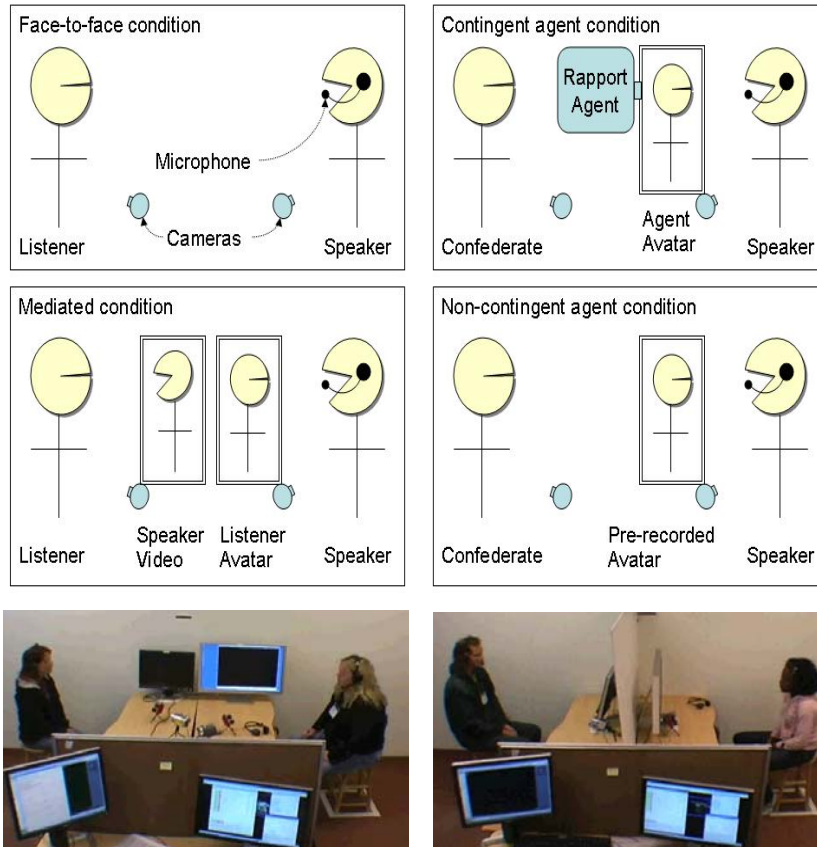 Face-to-face condition
Microphone
Cameras
Listener
Speaker
Contingent agent condition
Rapport
Agent
Agent
Avatar
Confederate
Speaker
Mediated condition
Speaker
Video
Listener
Avatar
Listener
Speaker
Non-contingent agent condition
Pre-recorded
Avatar
Confederate
Speaker